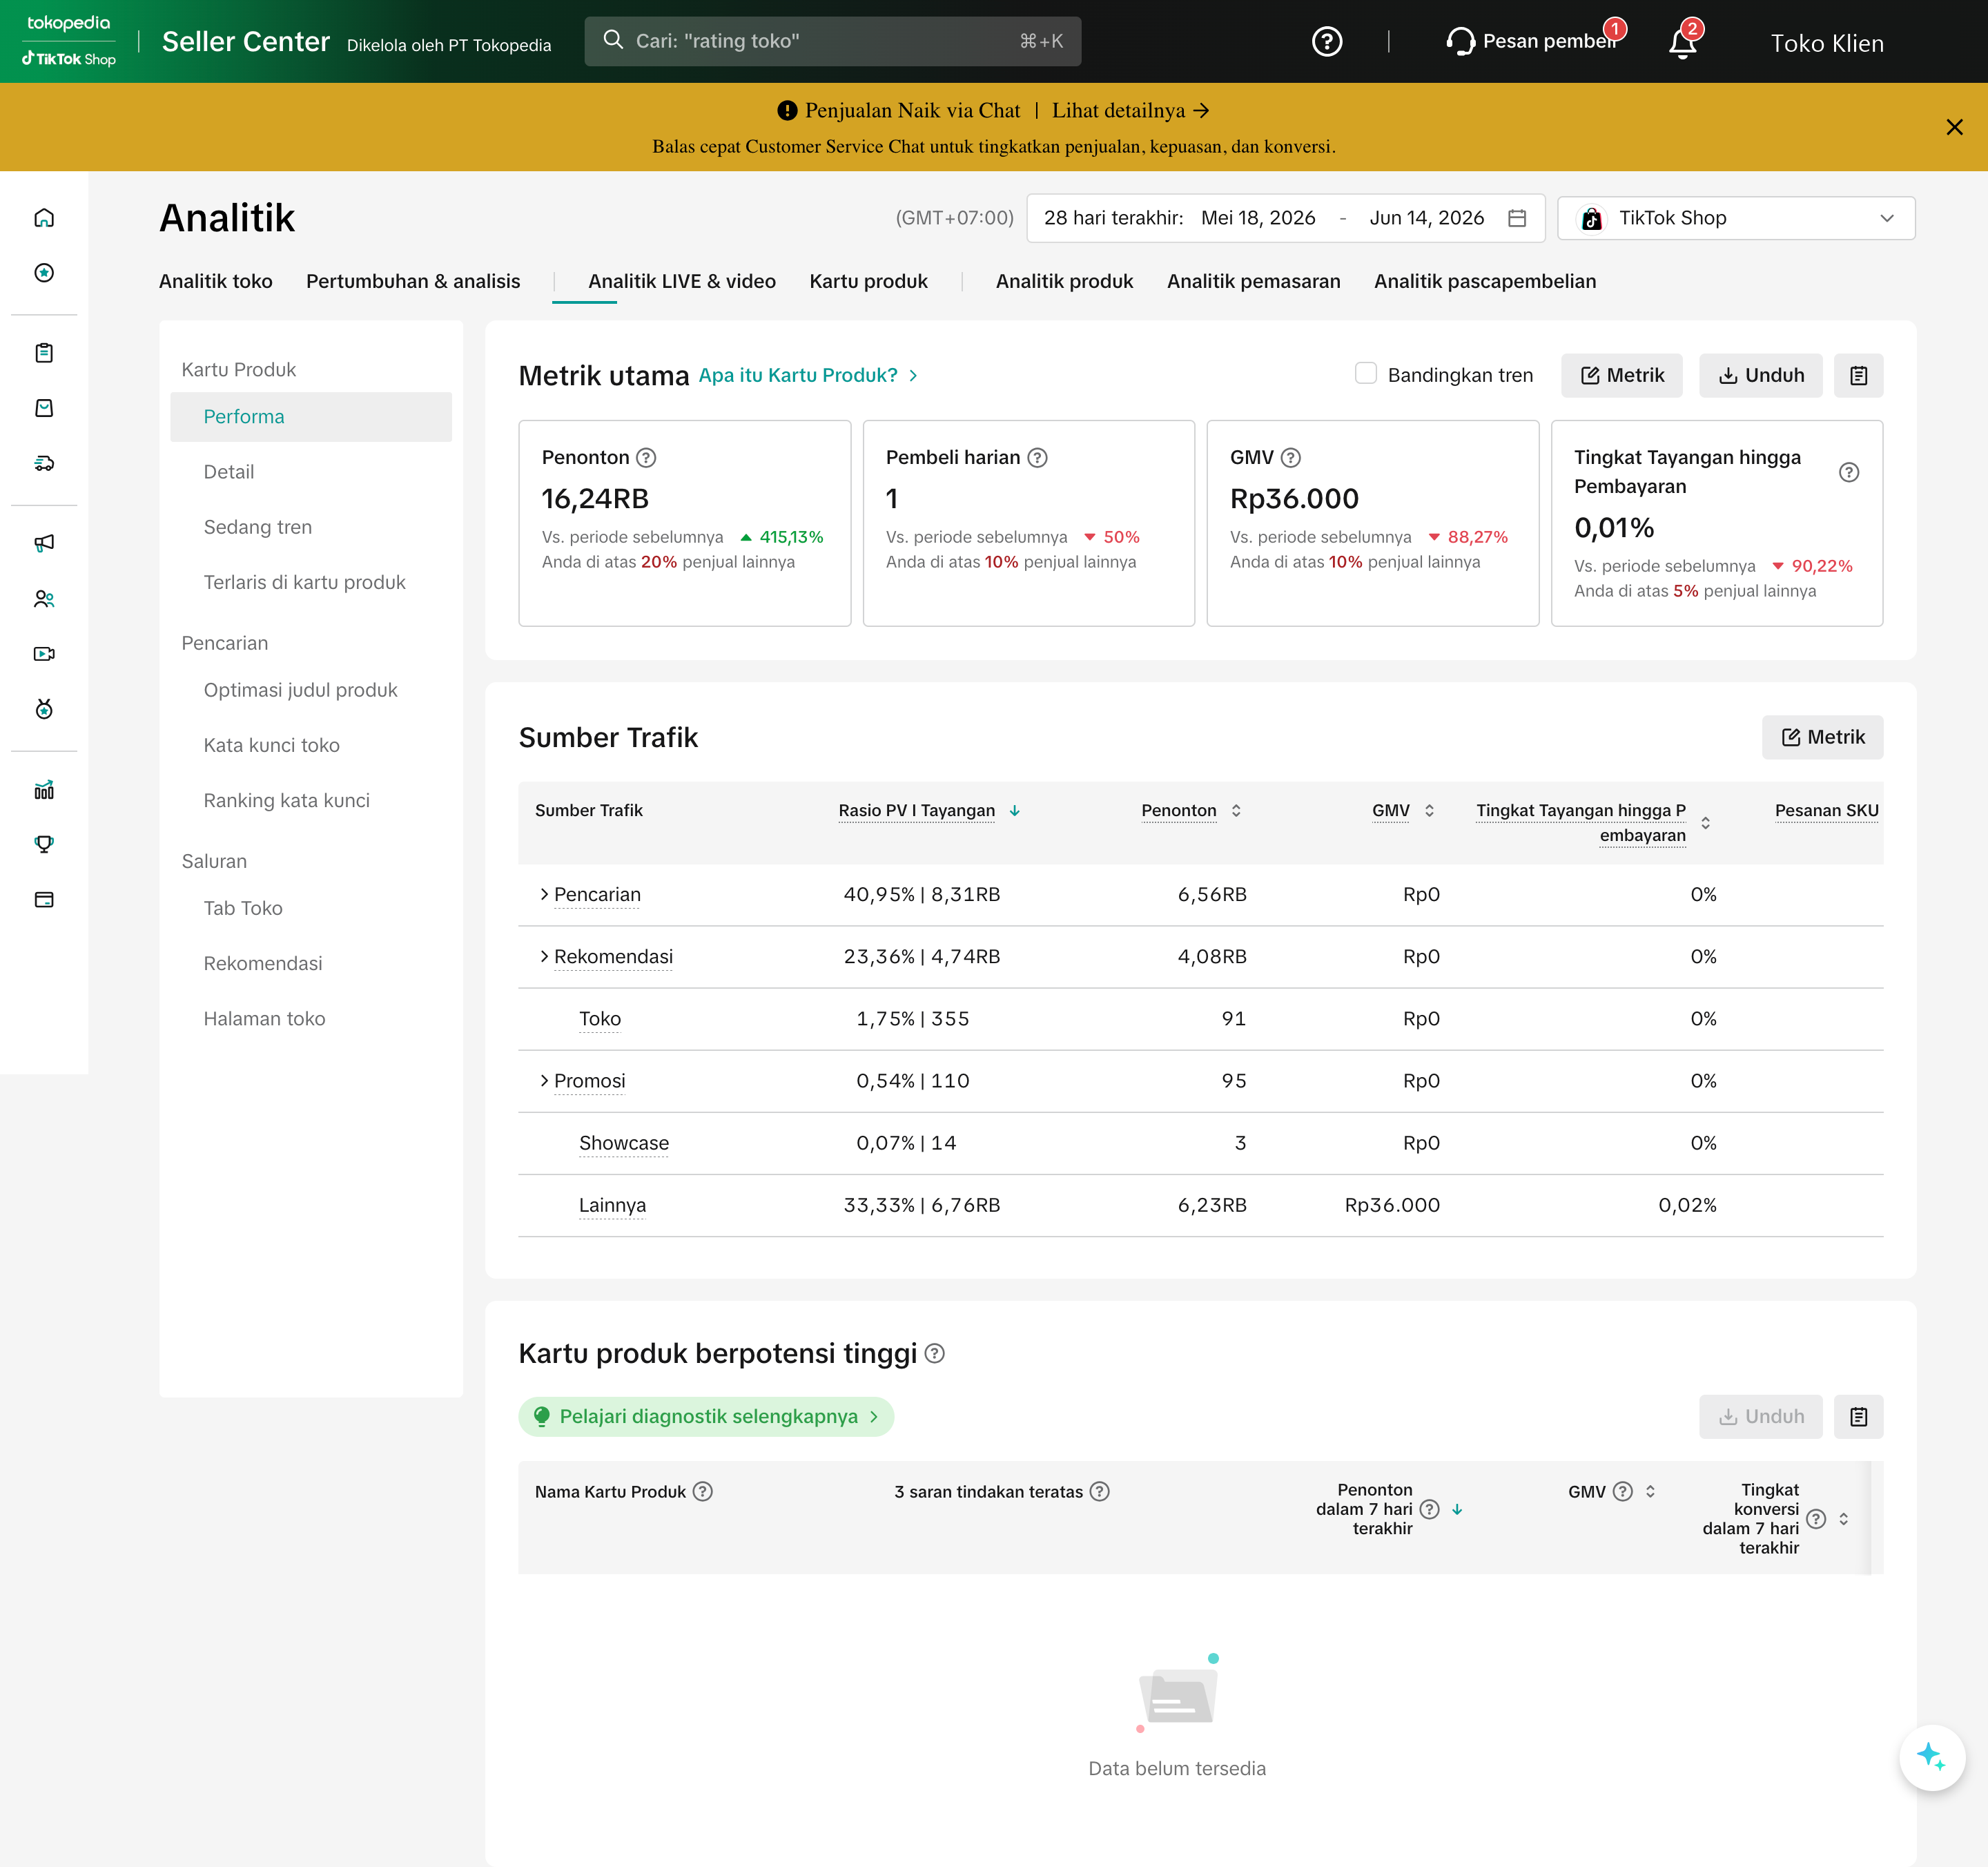 tokopedia
TikTok Shop
Seller Center
Dikelola oleh PT Tokopedia
Cari: "rating toko"
⌘+K
Pesan pembeli
1
2
Toko Klien
Penjualan Naik via Chat | Lihat detailnya →
Balas cepat Customer Service Chat untuk tingkatkan penjualan, kepuasan, dan konversi.
Analitik
(GMT+07:00)
28 hari terakhir: Mei 18, 2026 - Jun 14, 2026
TikTok Shop
Analitik toko
Pertumbuhan & analisis
Analitik LIVE & video
Kartu produk
Analitik produk
Analitik pemasaran
Analitik pascapembelian
Kartu Produk
Performa
Detail
Sedang tren
Terlaris di kartu produk
Pencarian
Optimasi judul produk
Kata kunci toko
Ranking kata kunci
Saluran
Tab Toko
Rekomendasi
Halaman toko
Metrik utama
Apa itu Kartu Produk?
Bandingkan tren
Metrik
Unduh
Penonton
16,24RB
Vs. periode sebelumnya 415,13%
Anda di atas 20% penjual lainnya
Pembeli harian
1
Vs. periode sebelumnya 50%
Anda di atas 10% penjual lainnya
GMV
Rp36.000
Vs. periode sebelumnya 88,27%
Anda di atas 10% penjual lainnya
Tingkat Tayangan hingga
Pembayaran
0,01%
Vs. periode sebelumnya 90,22%
Anda di atas 5% penjual lainnya
Sumber Trafik
Metrik
Sumber Trafik
Rasio PV I Tayangan
Penonton
GMV
Tingkat Tayangan hingga P
embayaran
Pesanan SKU
Pencarian 40,95% | 8,31RB 6,56RB Rp0 0%
Rekomendasi 23,36% | 4,74RB 4,08RB Rp0 0%
Toko 1,75% | 355 91 Rp0 0%
Promosi 0,54% | 110 95 Rp0 0%
Showcase 0,07% | 14 3 Rp0 0%
Lainnya 33,33% | 6,76RB 6,23RB Rp36.000 0,02%
Kartu produk berpotensi tinggi
Pelajari diagnostik selengkapnya
Unduh
Nama Kartu Produk
3 saran tindakan teratas
Penonton
dalam 7 hari
terakhir
GMV
Tingkat
konversi
dalam 7 hari
terakhir
Data belum tersedia